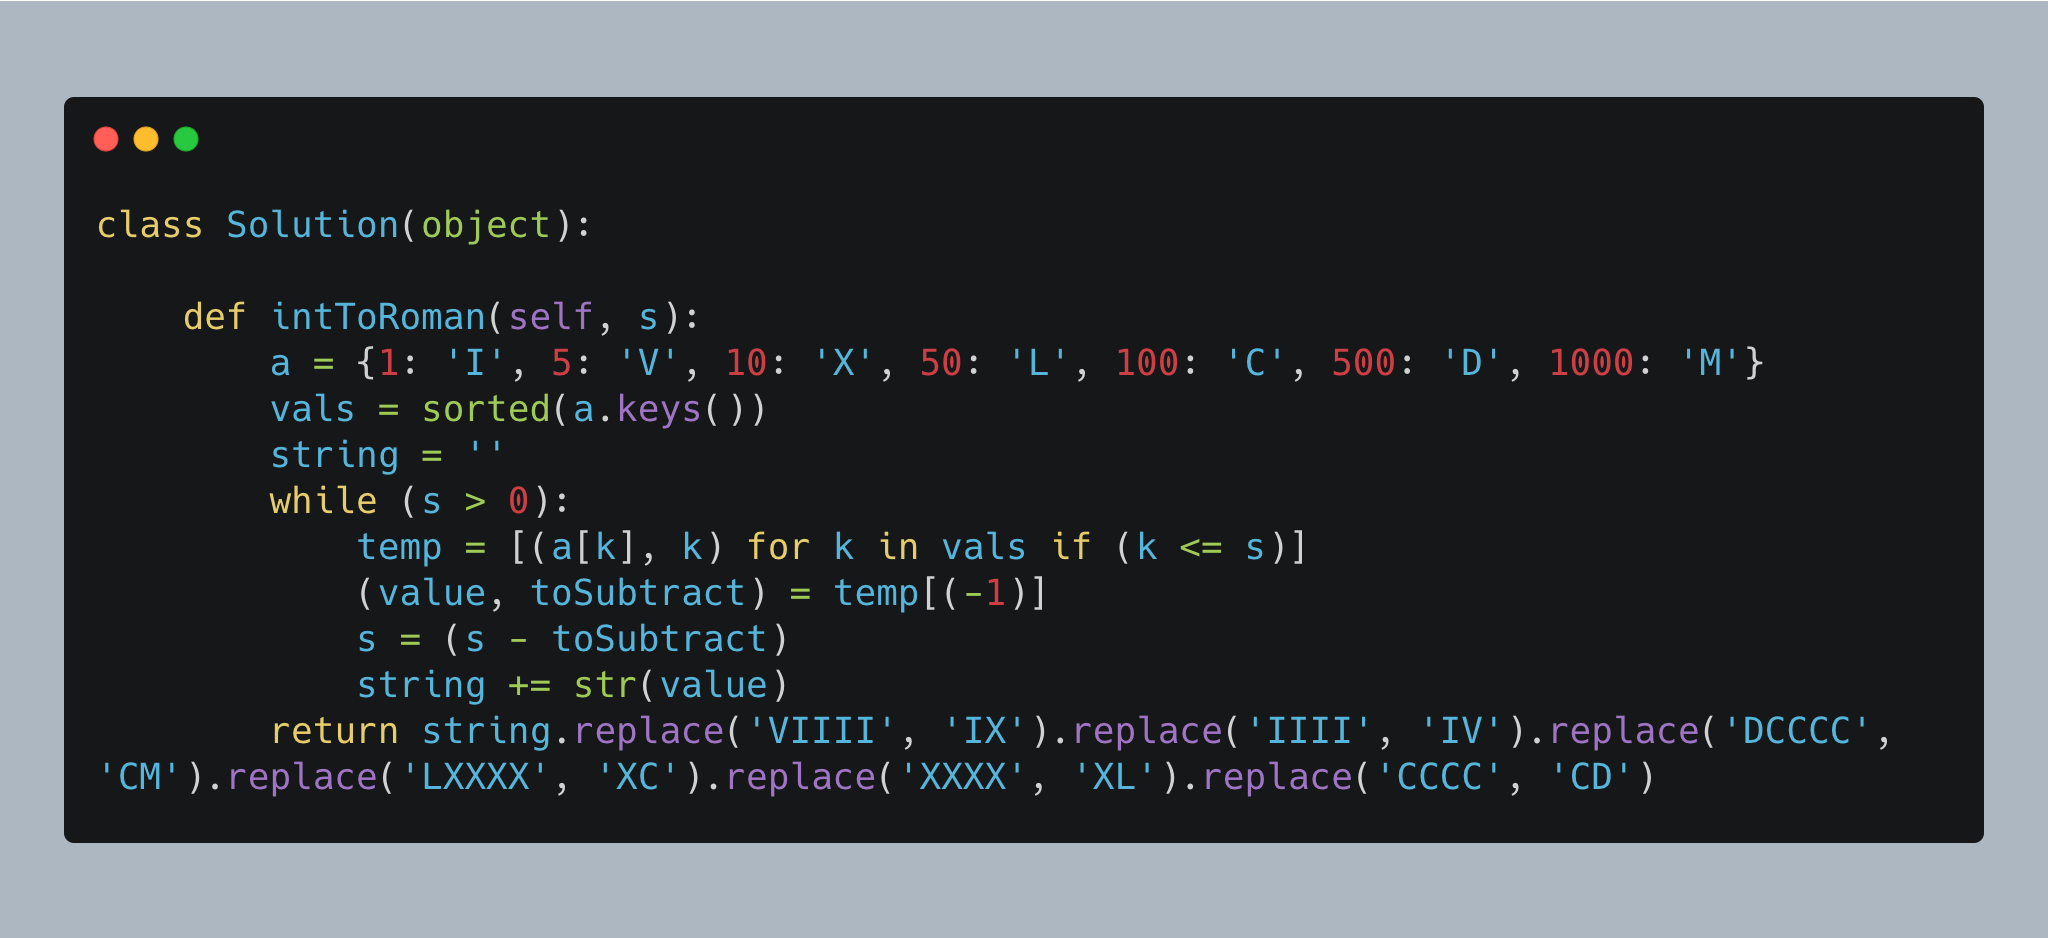 class Solution(object):

    def intToRoman(self, s):
        a = {1: 'I', 5: 'V', 10: 'X', 50: 'L', 100: 'C', 500: 'D', 1000: 'M'}
        vals = sorted(a.keys())
        string = ''
        while (s > 0):
            temp = [(a[k], k) for k in vals if (k <= s)]
            (value, toSubtract) = temp[(-1)]
            s = (s - toSubtract)
            string += str(value)
        return string.replace('VIIII', 'IX').replace('IIII', 'IV').replace('DCCCC',
'CM').replace('LXXXX', 'XC').replace('XXXX', 'XL').replace('CCCC', 'CD')